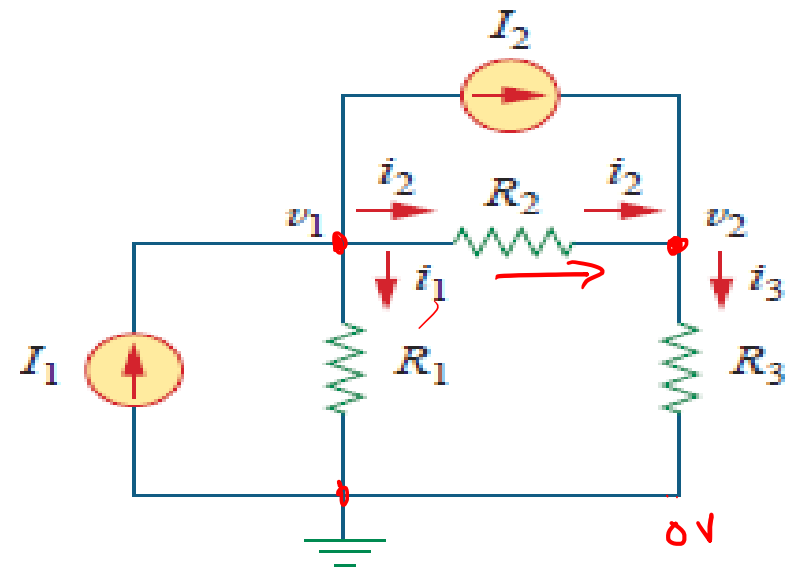 I₂
i₂
R₂
i₂
v₁
v₂
i₁
i₃
I₁
R₁
R₃
0V